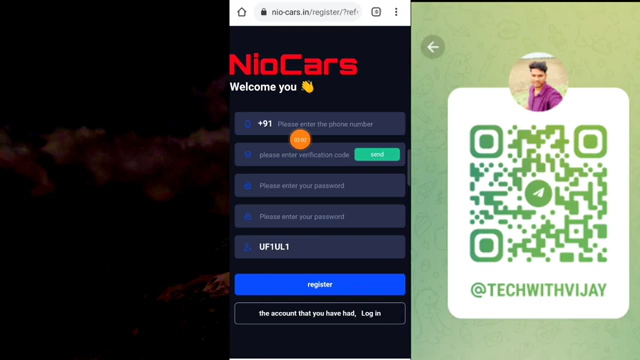 nio-cars.in/register/?ref=
NioCars
Welcome you 👋
+91 Please enter the phone number
please enter verification code
send
Please enter your password
Please enter your password
UF1UL1
register
the account that you have had, Log in
@TECHWITHVIJAY